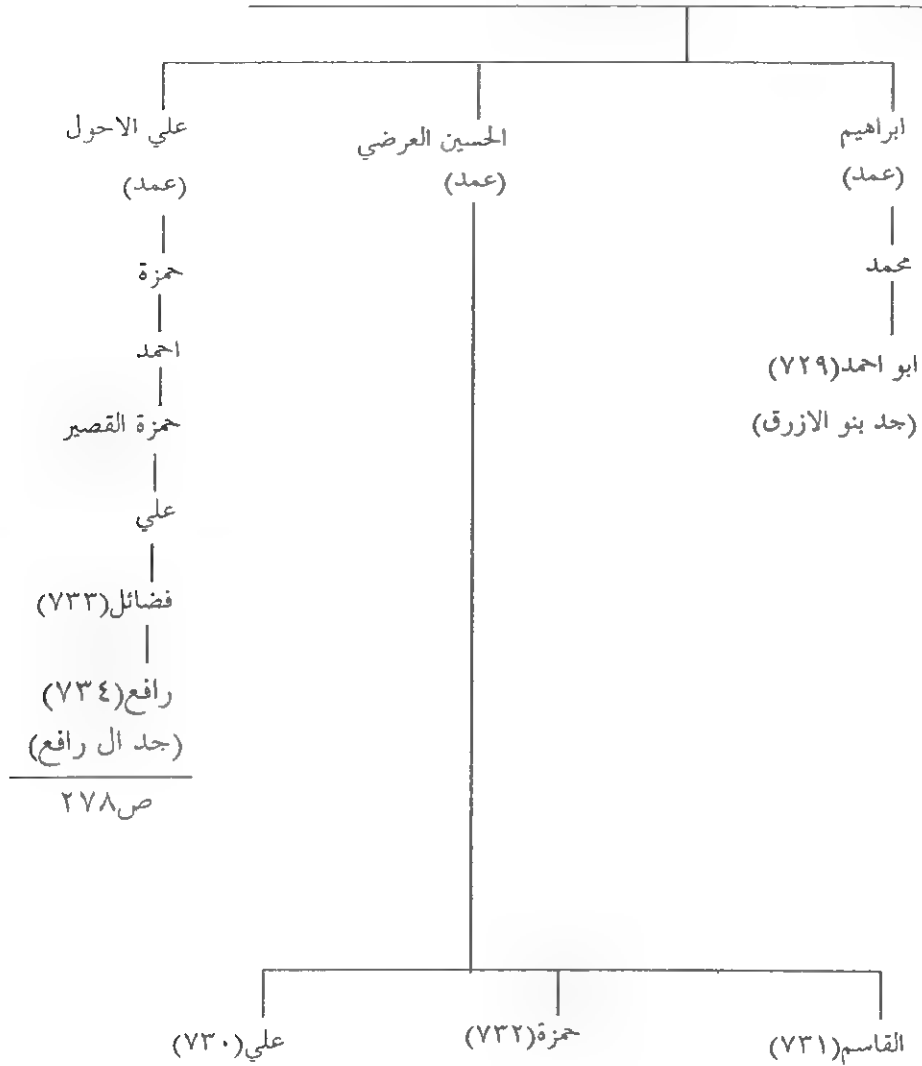 ابراهيم
(عمد)
محمد
ابو احمد(٧٢٩)
(جد بنو الازرق)
الحسين العرضي
(عمد)
القاسم(٧٣١)
حمزة(٧٣٢)
علي(٧٣٠)
علي الاحول
(عمد)
حمزة
احمد
حمزة القصير
علي
فضائل(٧٣٣)
رافع(٧٣٤)
(جد ال رافع)
ص٢٧٨